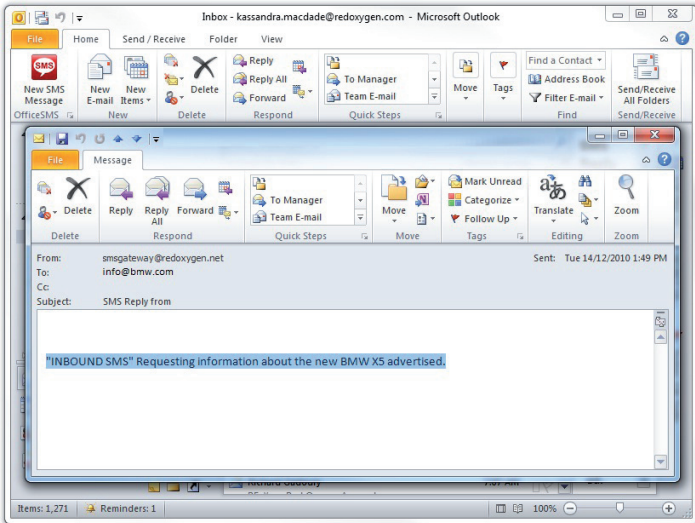 Inbox - kassandra.macdade@redoxygen.com - Microsoft Outlook
File Home Send / Receive Folder View
SMS
New SMS Message
OfficeSMS
New E-mail
New Items
New
Delete
Delete
Reply
Reply All
Forward
Respond
To Manager
Team E-mail
Quick Steps
Move
Tags
Find a Contact
Address Book
Filter E-mail
Find
Send/Receive All Folders
Send/Receive
File Message
Delete
Delete
Reply
Reply All
Forward
Respond
To Manager
Team E-mail
Quick Steps
Move
Move
Mark Unread
Categorize
Follow Up
Tags
Translate
Editing
Zoom
Zoom
From: smsgateway@redoxygen.net
Sent: Tue 14/12/2010 1:49 PM
To: info@bmw.com
Cc:
Subject: SMS Reply from
"INBOUND SMS" Requesting information about the new BMW X5 advertised.
Items: 1,271 Reminders: 1 100%